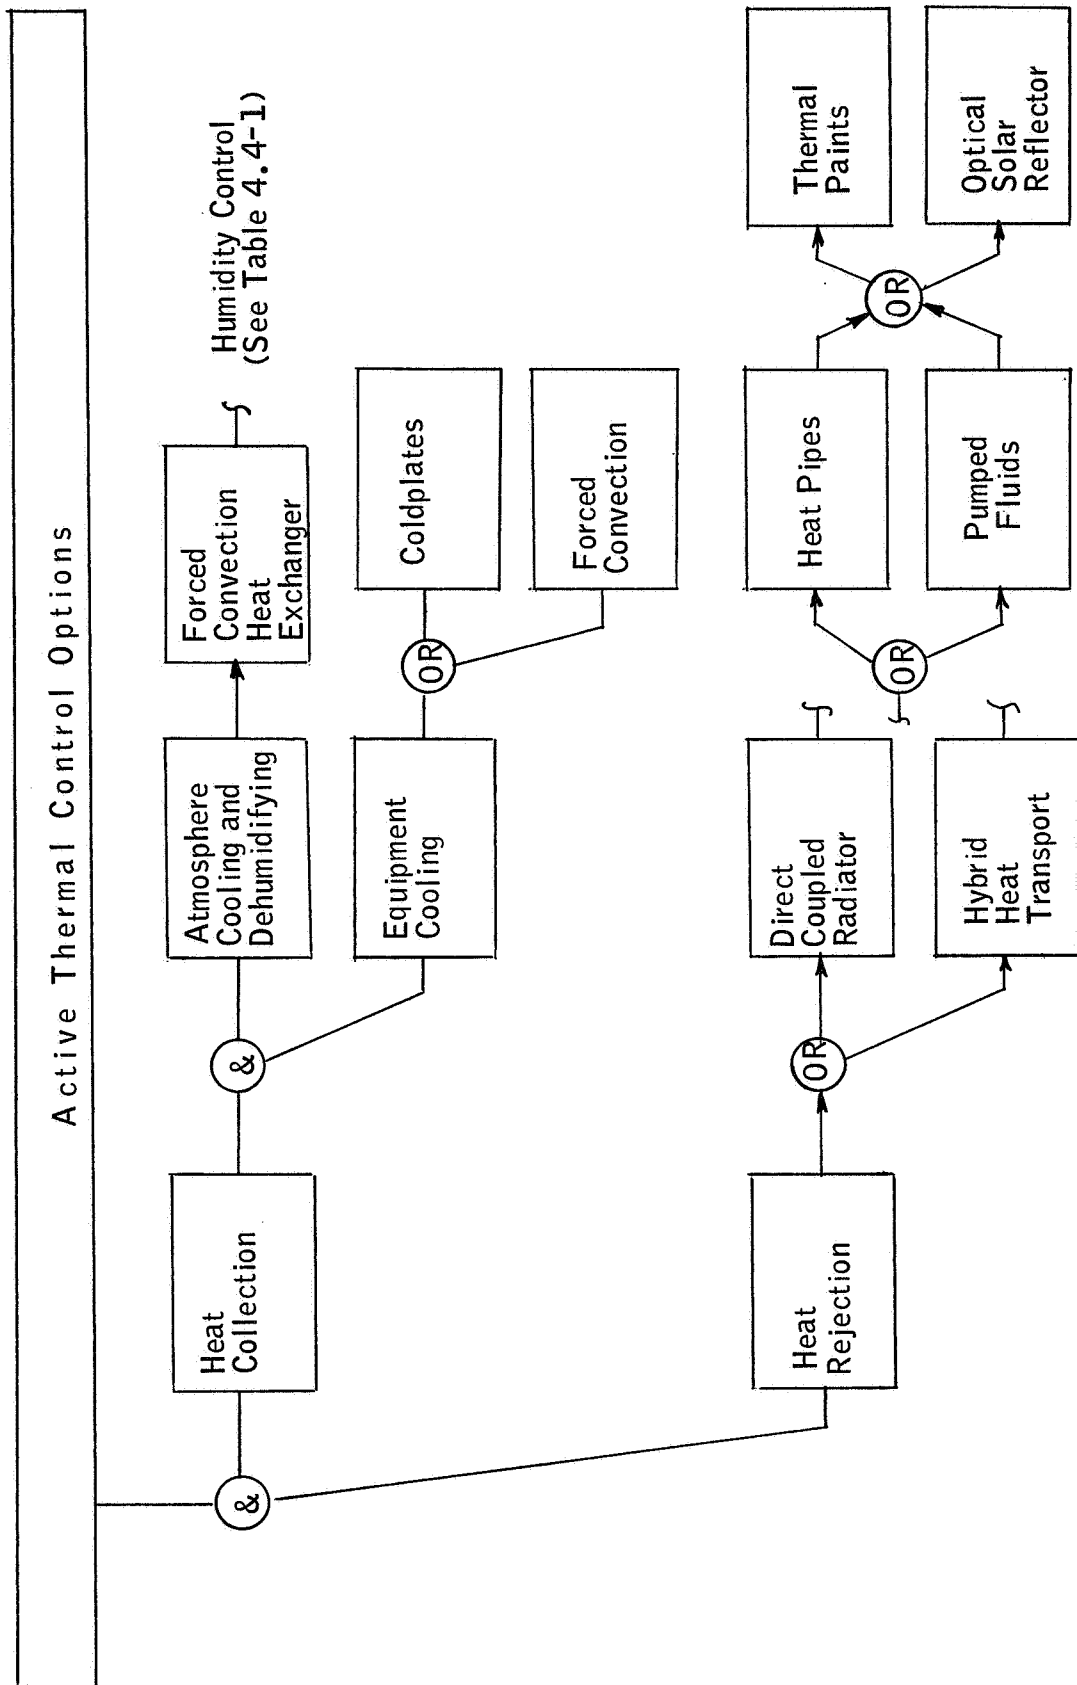 Active Thermal Control Options
&
Heat
Collection
&
Atmosphere
Cooling and
Dehumidifying
Forced
Convection
Heat
Exchanger
Humidity Control
(See Table 4.4-1)
Equipment
Cooling
OR
Coldplates
Forced
Convection
Heat
Rejection
OR
Direct
Coupled
Radiator
Hybrid
Heat
Transport
OR
Heat Pipes
Pumped
Fluids
OR
Thermal
Paints
Optical
Solar
Reflector